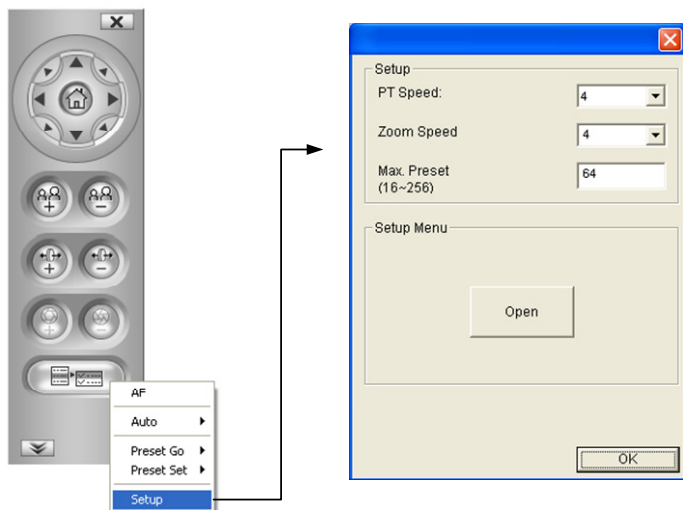 AF
Auto
Preset Go
Preset Set
Setup
Setup
PT Speed:
4
Zoom Speed
4
Max. Preset
(16~256)
64
Setup Menu
Open
OK